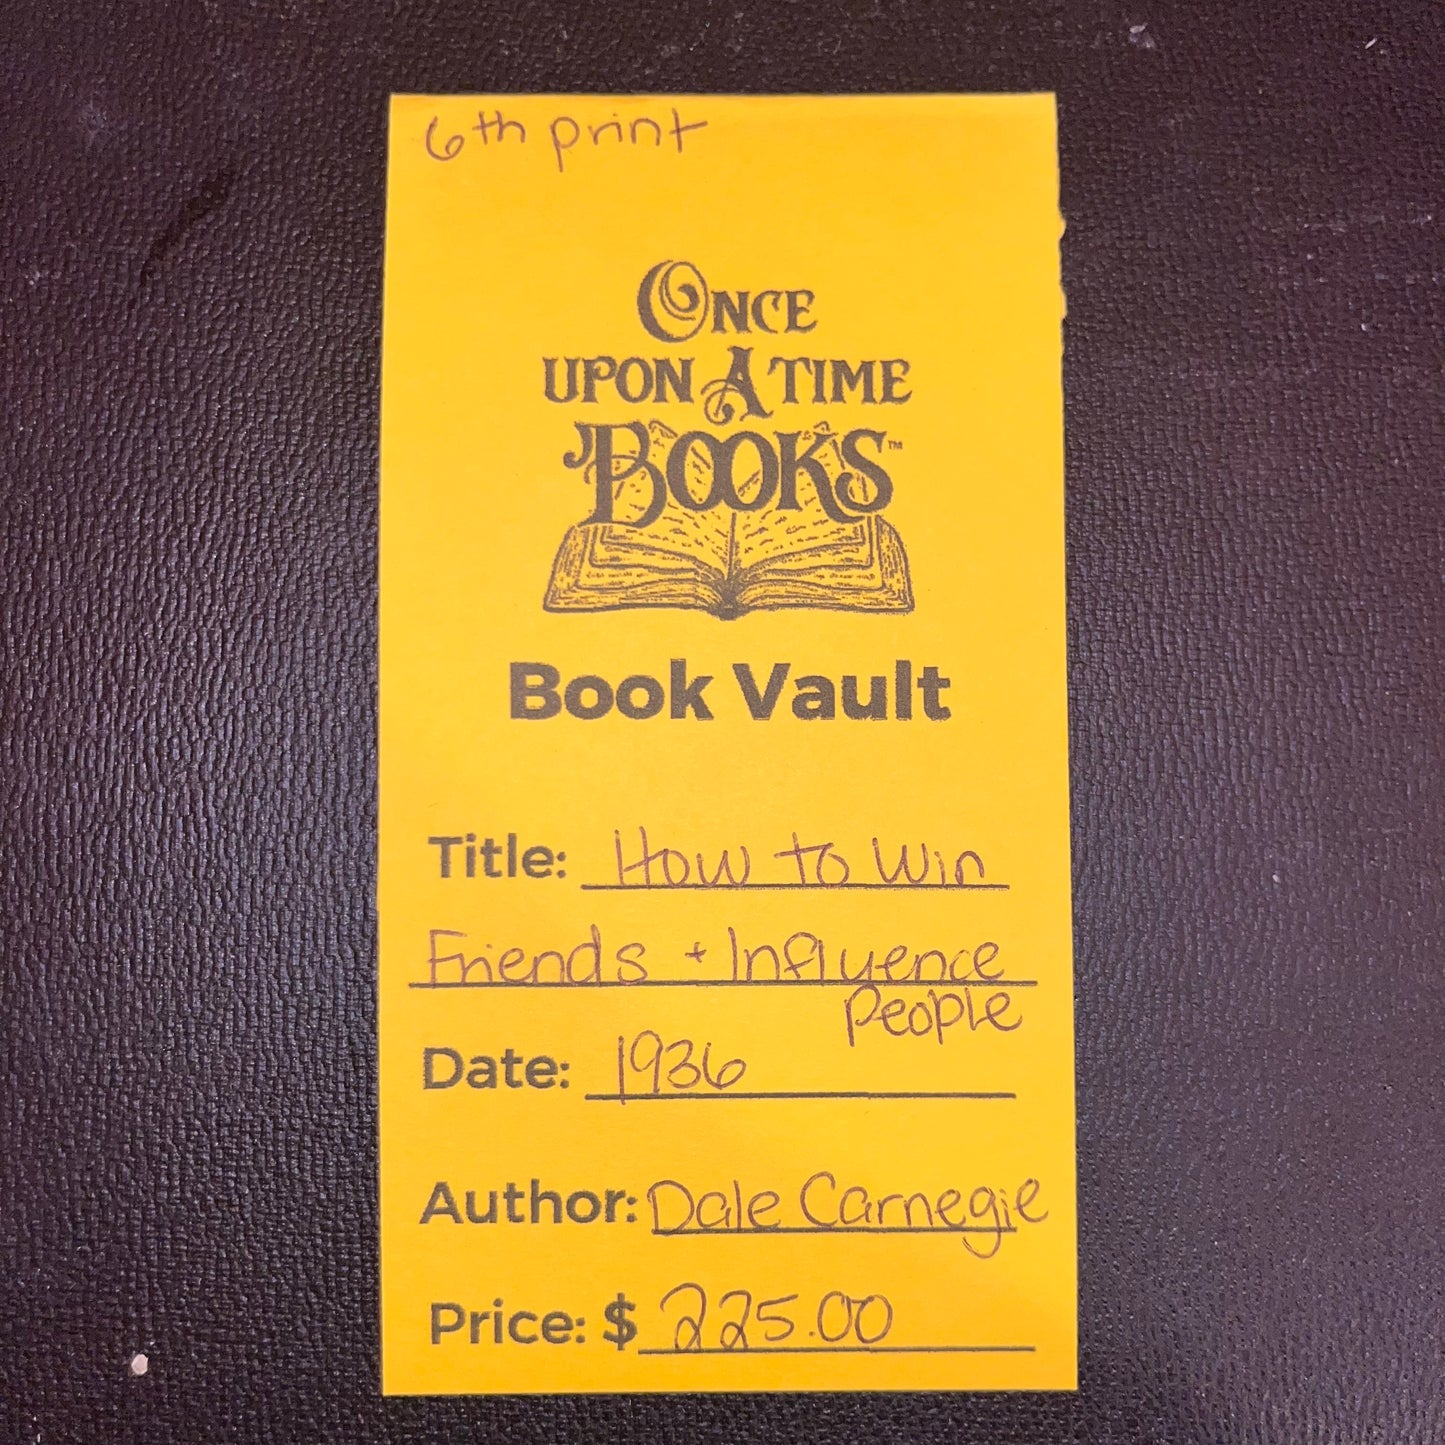 6th print
ONCE
UPON A TIME
BOOKS™
Book Vault
Title: How to Win
Friends + Influence
People
Date: 1936
Author: Dale Carnegie
Price: $ 225.00